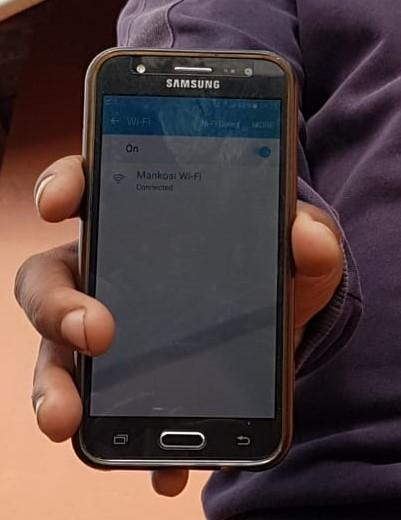 SAMSUNG
← Wi-Fi Wi-Fi Direct MORE
On
Mankosi Wi-Fi
Connected